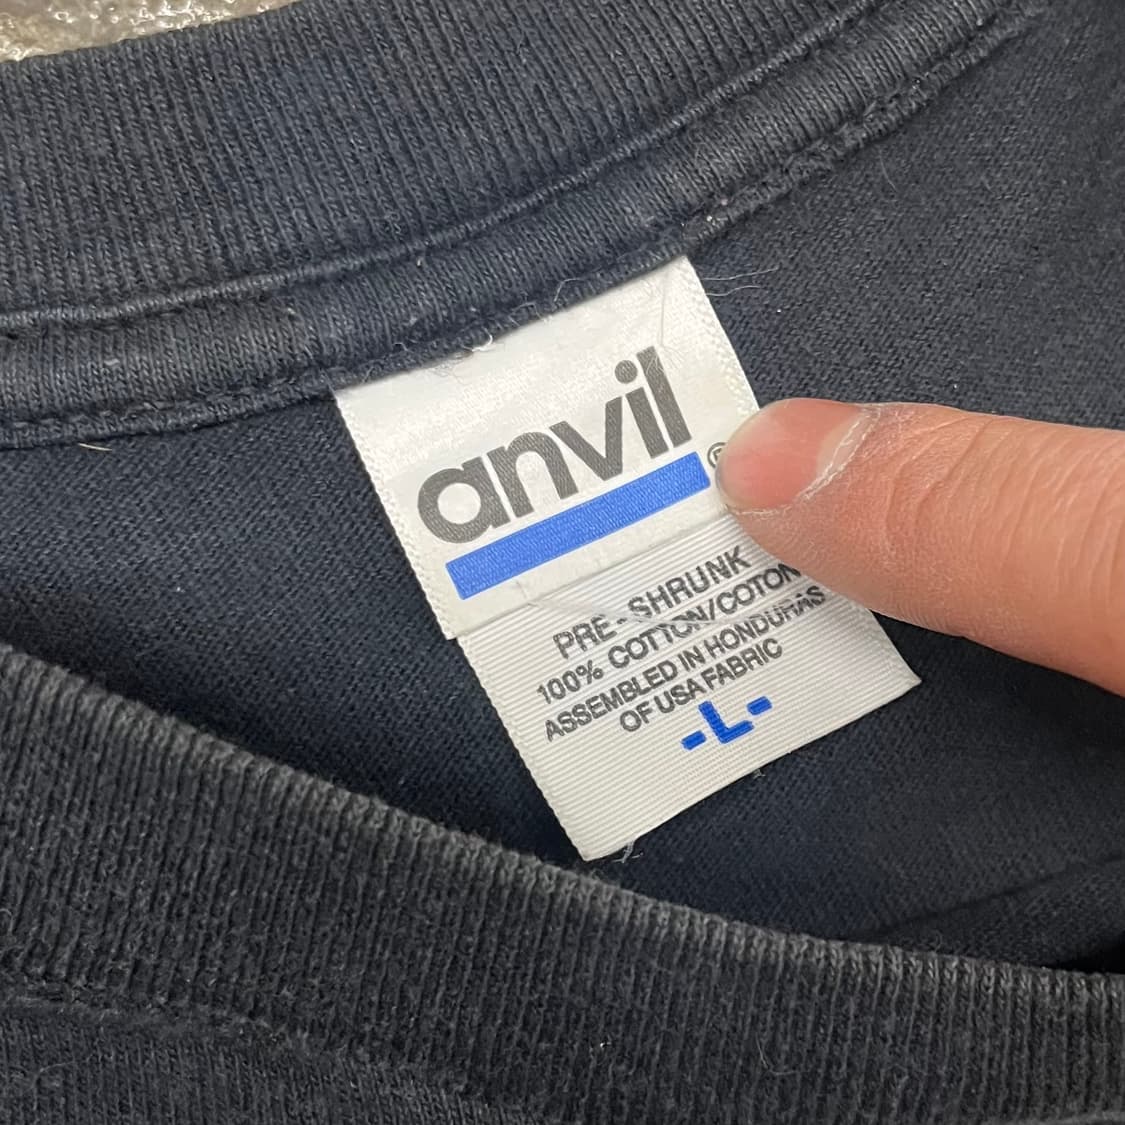 anvil®
PRE-SHRUNK
100% COTTON/COTON
ASSEMBLED IN HONDURAS
OF USA FABRIC
-L-